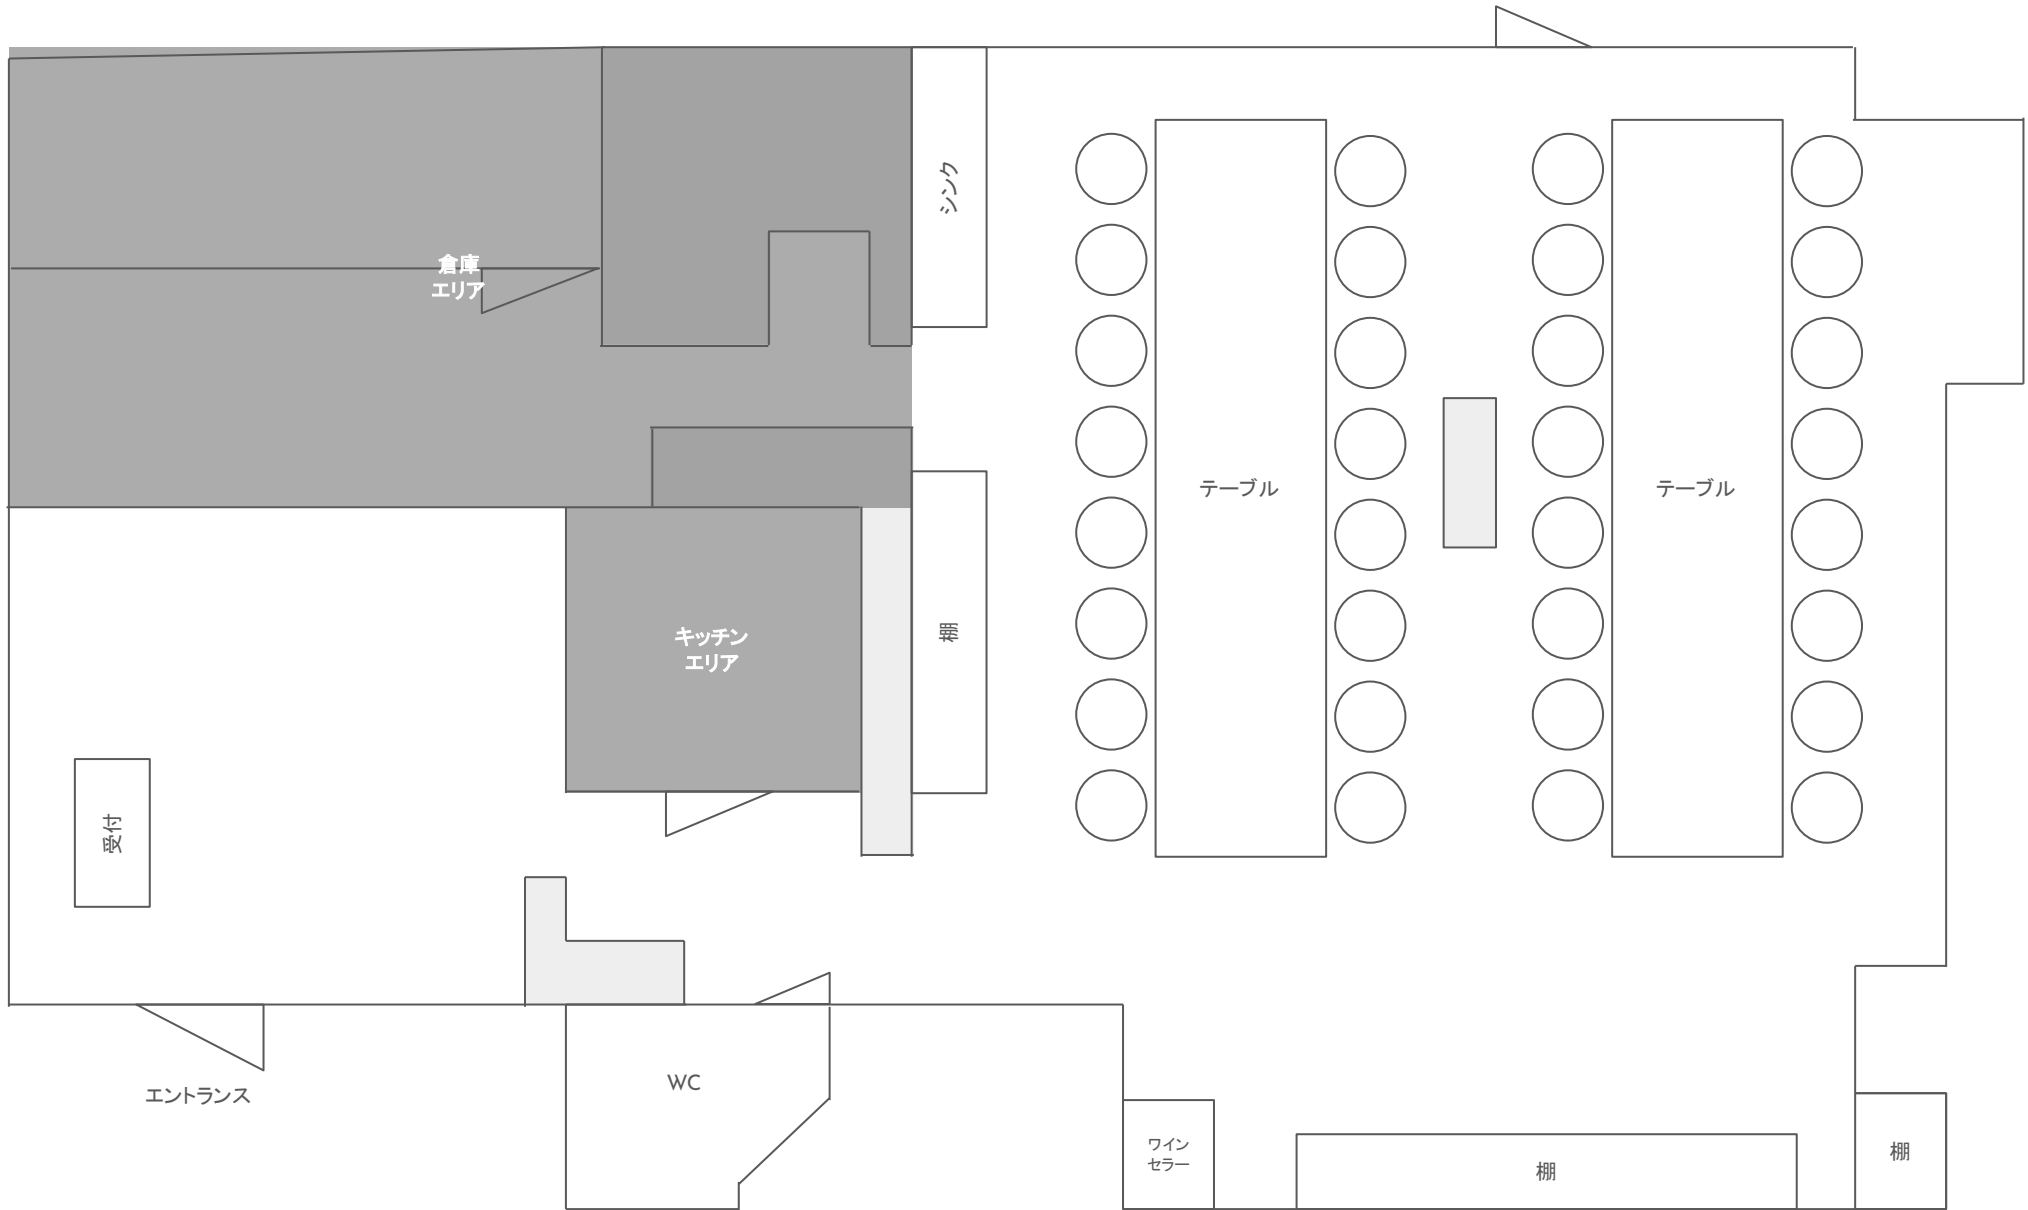 シンク
倉庫
エリア
テーブル
テーブル
キッチン
エリア
棚
受付
WC
エントランス
ワイン
セラー
棚
棚